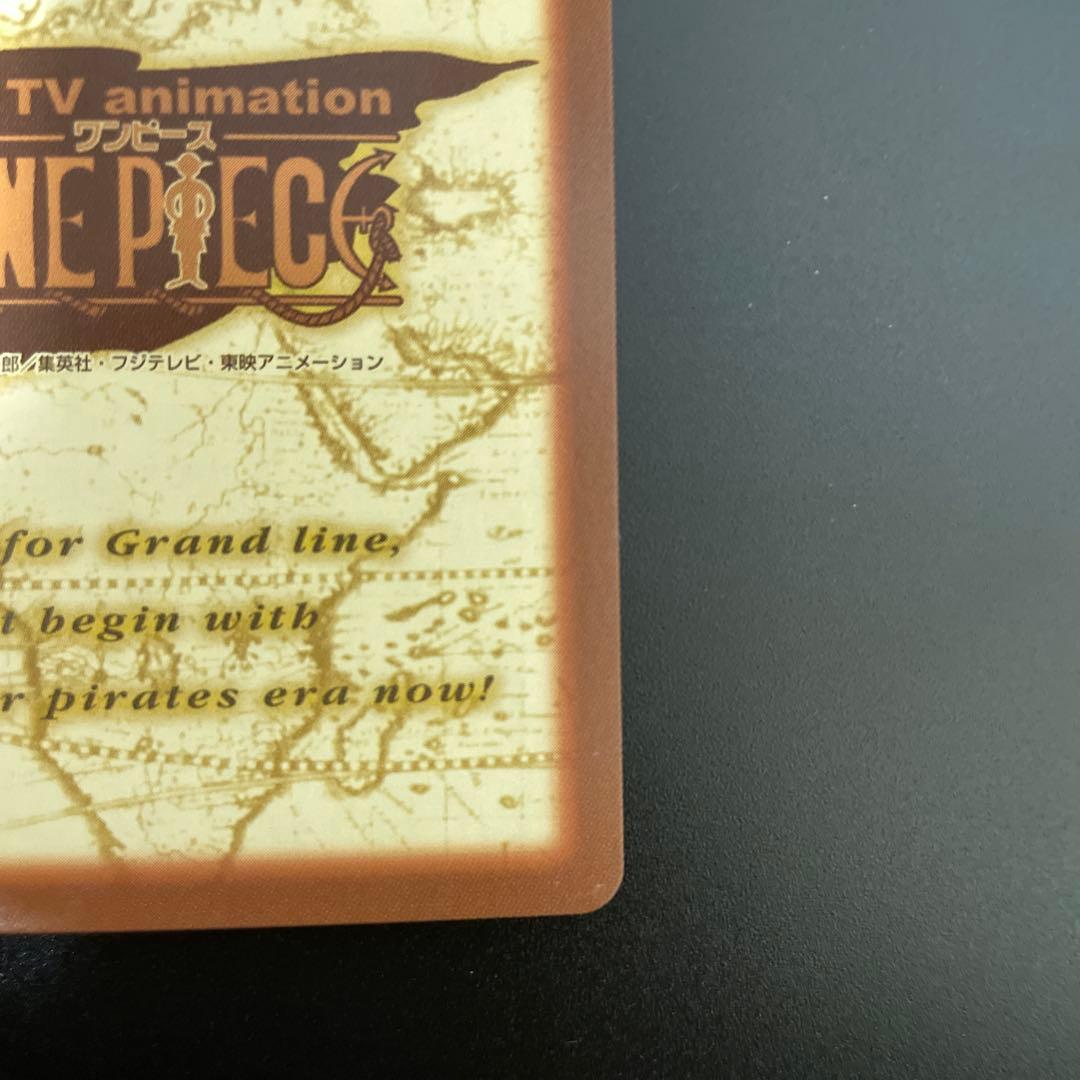 TV animation
ワンピース
NE PIECE
郎/集英社・フジテレビ・東映アニメーション
for Grand line,
t begin with
r pirates era now!